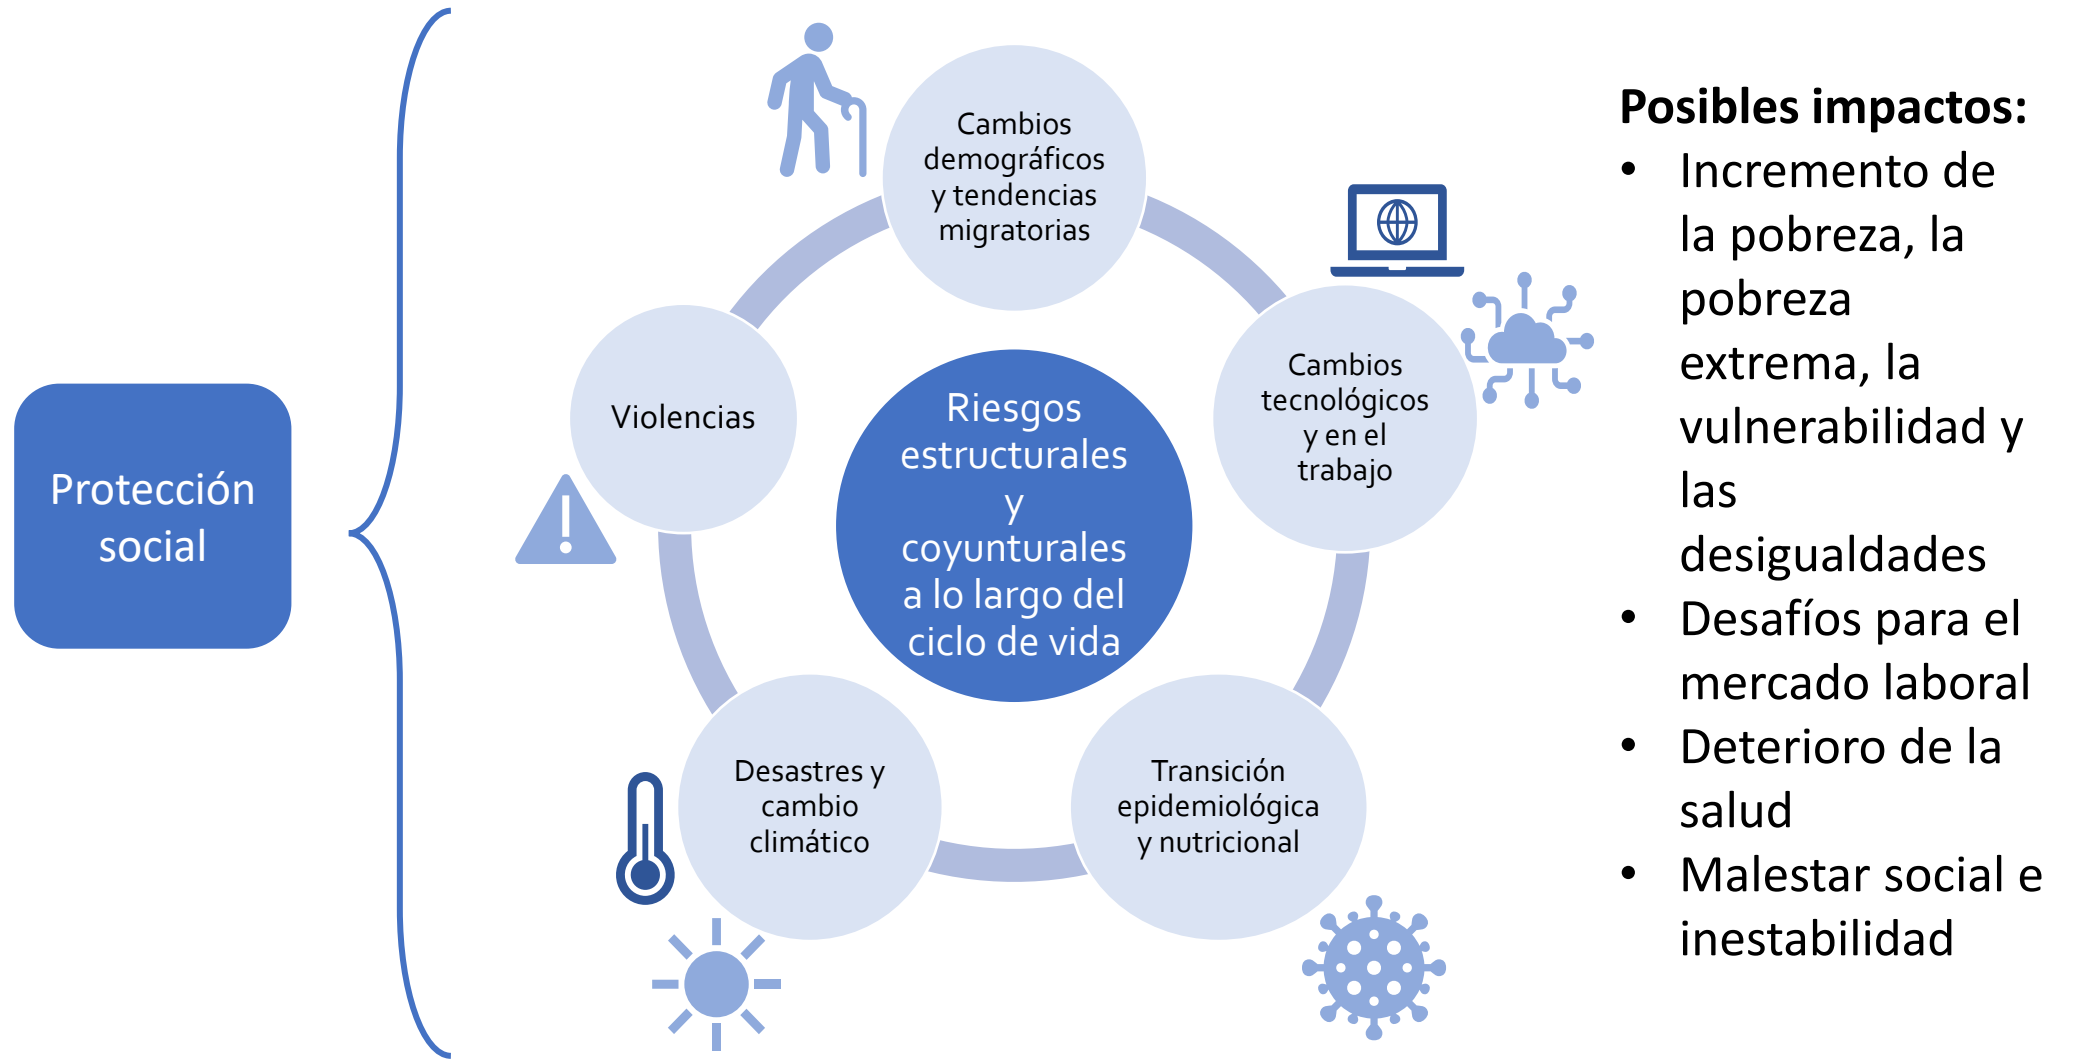 Protección
social
Cambios
demográficos
y tendencias
migratorias
Cambios
tecnológicos
y en el
trabajo
Violencias
Riesgos
estructurales
y
coyunturales
a lo largo del
ciclo de vida
Desastres y
cambio
climático
Transición
epidemiológica
y nutricional
Posibles impactos:
• Incremento de
la pobreza, la
pobreza
extrema, la
vulnerabilidad y
las
desigualdades
• Desafíos para el
mercado laboral
• Deterioro de la
salud
• Malestar social e
inestabilidad